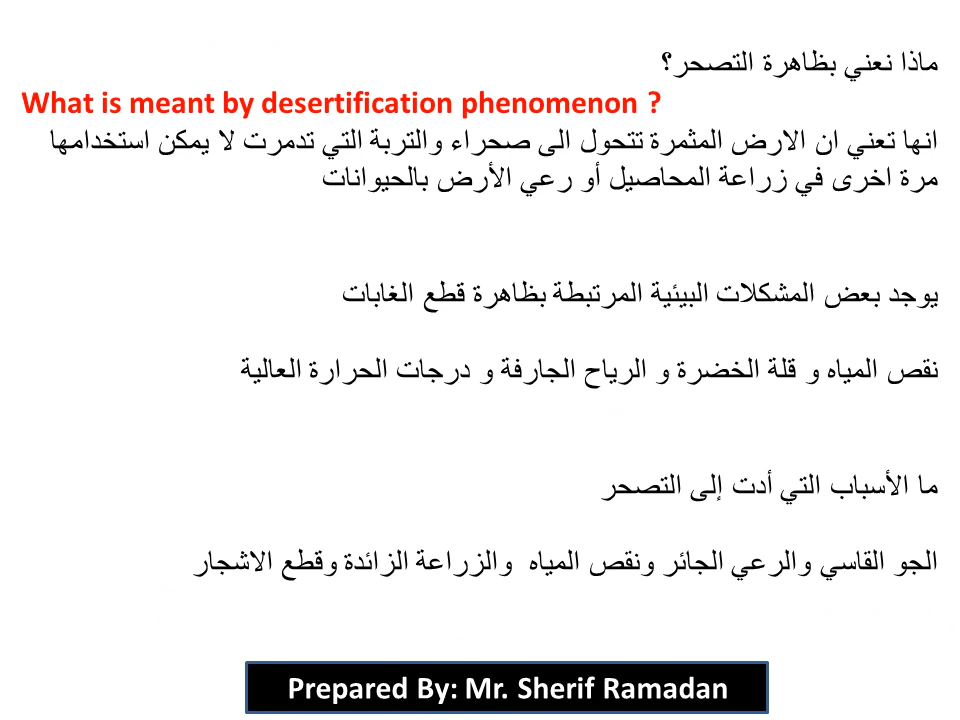 ماذا نعني بظاهرة التصحر؟
What is meant by desertification phenomenon ?
انها تعني ان الارض المثمرة تتحول الى صحراء والتربة التي تدمرت لا يمكن استخدامها
مرة اخرى في زراعة المحاصيل أو رعي الأرض بالحيوانات
يوجد بعض المشكلات البيئية المرتبطة بظاهرة قطع الغابات
نقص المياه و قلة الخضرة و الرياح الجارفة و درجات الحرارة العالية
ما الأسباب التي أدت إلى التصحر
الجو القاسي والرعي الجائر ونقص المياه والزراعة الزائدة وقطع الاشجار
Prepared By: Mr. Sherif Ramadan